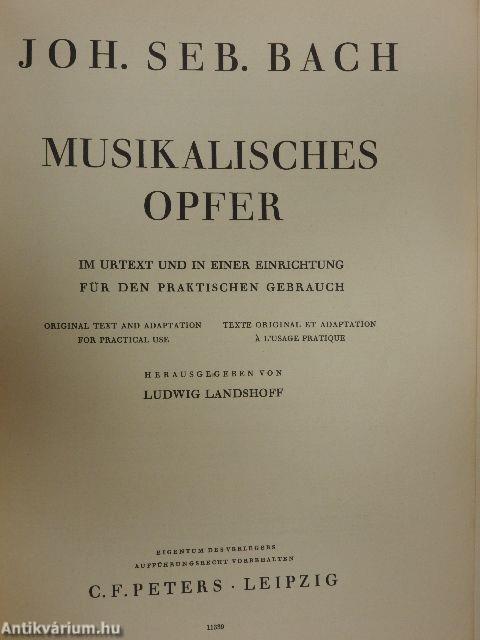 JOH. SEB. BACH
MUSIKALISCHES
OPFER
IM URTEXT UND IN EINER EINRICHTUNG
FÜR DEN PRAKTISCHEN GEBRAUCH
ORIGINAL TEXT AND ADAPTATION
FOR PRACTICAL USE
TEXTE ORIGINAL ET ADAPTATION
À L'USAGE PRATIQUE
HERAUSGEGEBEN VON
LUDWIG LANDSHOFF
EIGENTUM DES VERLEGERS
AUFFÜHRUNGSRECHT VORBEHALTEN
C. F. PETERS · LEIPZIG
11539
Antikvárium.hu